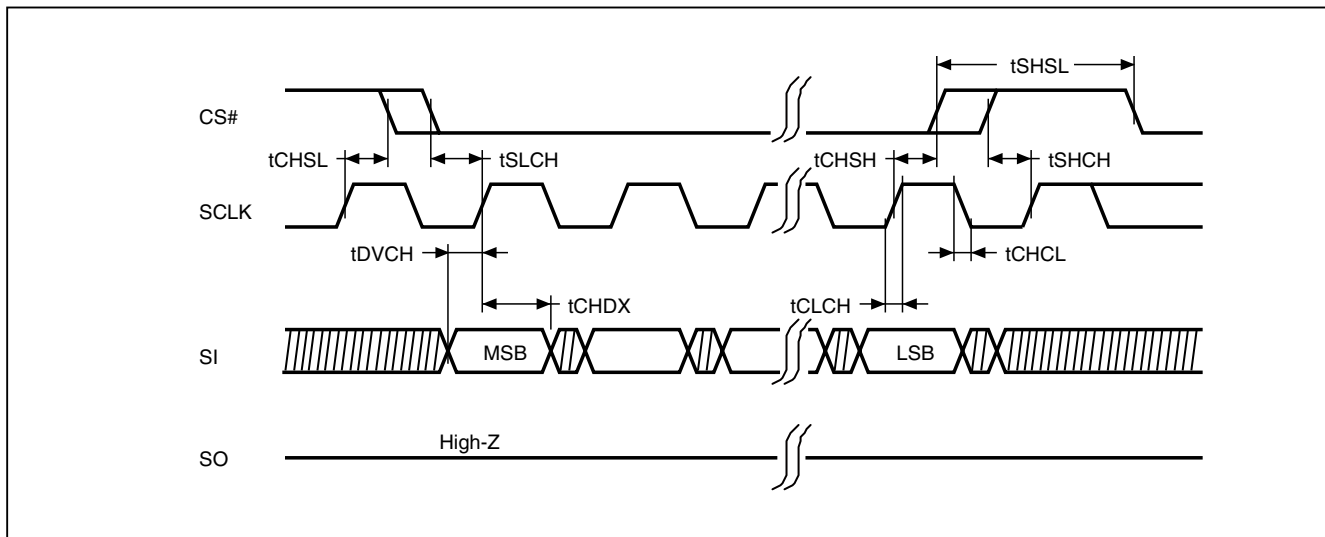 tSHSL
CS#
tCHSL
tSLCH
tCHSH
tSHCH
SCLK
tDVCH
tCHCL
tCHDX
tCLCH
SI
MSB
LSB
High-Z
SO